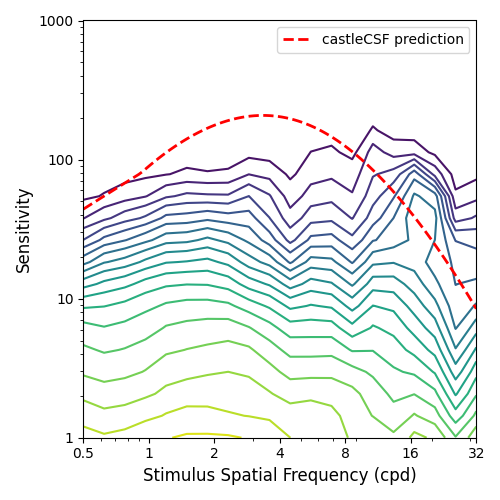 1000
castleCSF prediction
100
Sensitivity
10
1
0.5 1 2 4 8 16 32
Stimulus Spatial Frequency (cpd)